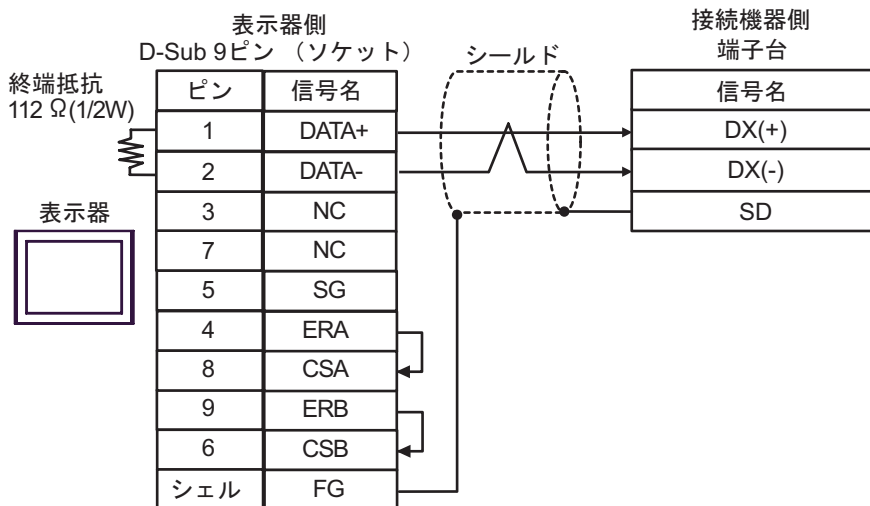 表示器側
D-Sub 9ピン （ソケット）
接続機器側
端子台
シールド
終端抵抗
112 Ω(1/2W)
表示器
ピン 信号名
1 DATA+
2 DATA-
3 NC
7 NC
5 SG
4 ERA
8 CSA
9 ERB
6 CSB
シェル FG
信号名
DX(+)
DX(-)
SD